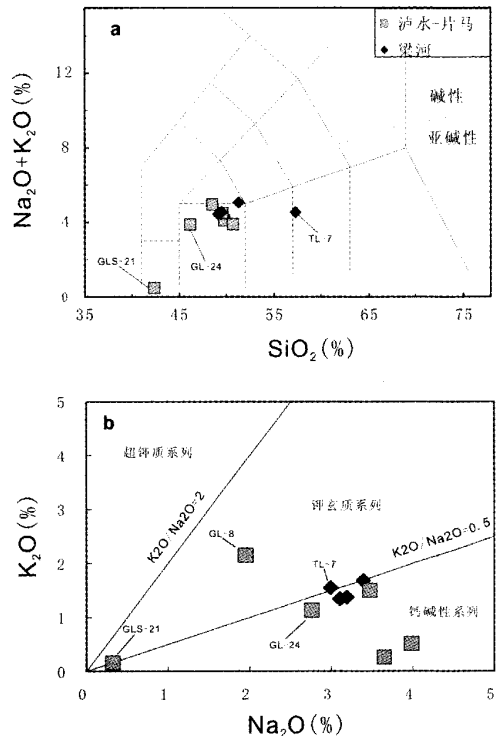 a
泸水-片马
梁河
碱性
亚碱性
Na₂O+K₂O(%)
12
8
4
0
GLS-21
GL-24
TL-7
35
45
55
65
75
SiO₂(%)
b
超钾质系列
K2O/Na2O=2
钾玄质系列
K2O/Na2O=0.5
GL-8
TL-7
钙碱性系列
GLS-21
GL-24
K₂O(%)
5
4
3
2
1
0
0
1
2
3
4
5
Na₂O(%)